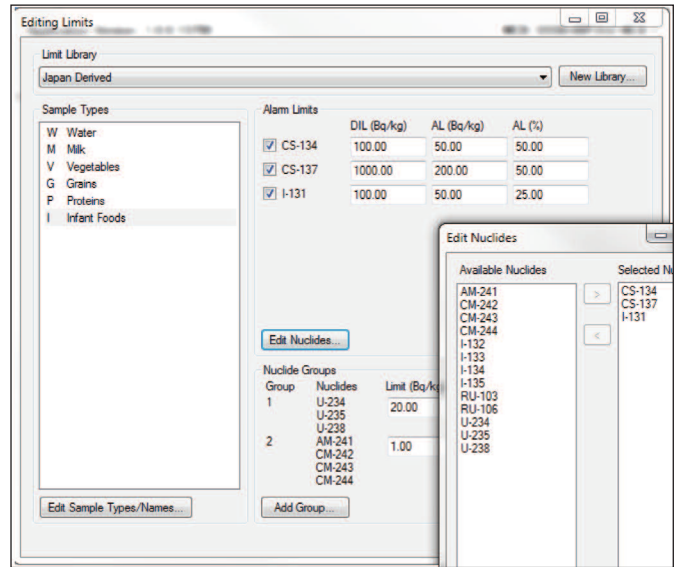 Editing Limits
Limit Library
Japan Derived
New Library...
Sample Types
W Water
M Milk
V Vegetables
G Grains
P Proteins
I Infant Foods
Edit Sample Types/Names...
Alarm Limits
DIL (Bq/kg) AL (Bq/kg) AL (%)
CS-134 100.00 50.00 50.00
CS-137 1000.00 200.00 50.00
I-131 100.00 50.00 25.00
Edit Nuclides...
Nuclide Groups
Group Nuclides Limit (Bq/kg
1 U-234 20.00
U-235
U-238
2 AM-241 1.00
CM-242
CM-243
CM-244
Add Group...
Edit Nuclides
Available Nuclides
AM-241
CM-242
CM-243
CM-244
I-132
I-133
I-134
I-135
RU-103
RU-106
U-234
U-235
U-238
>
<
Selected Nu
CS-134
CS-137
I-131